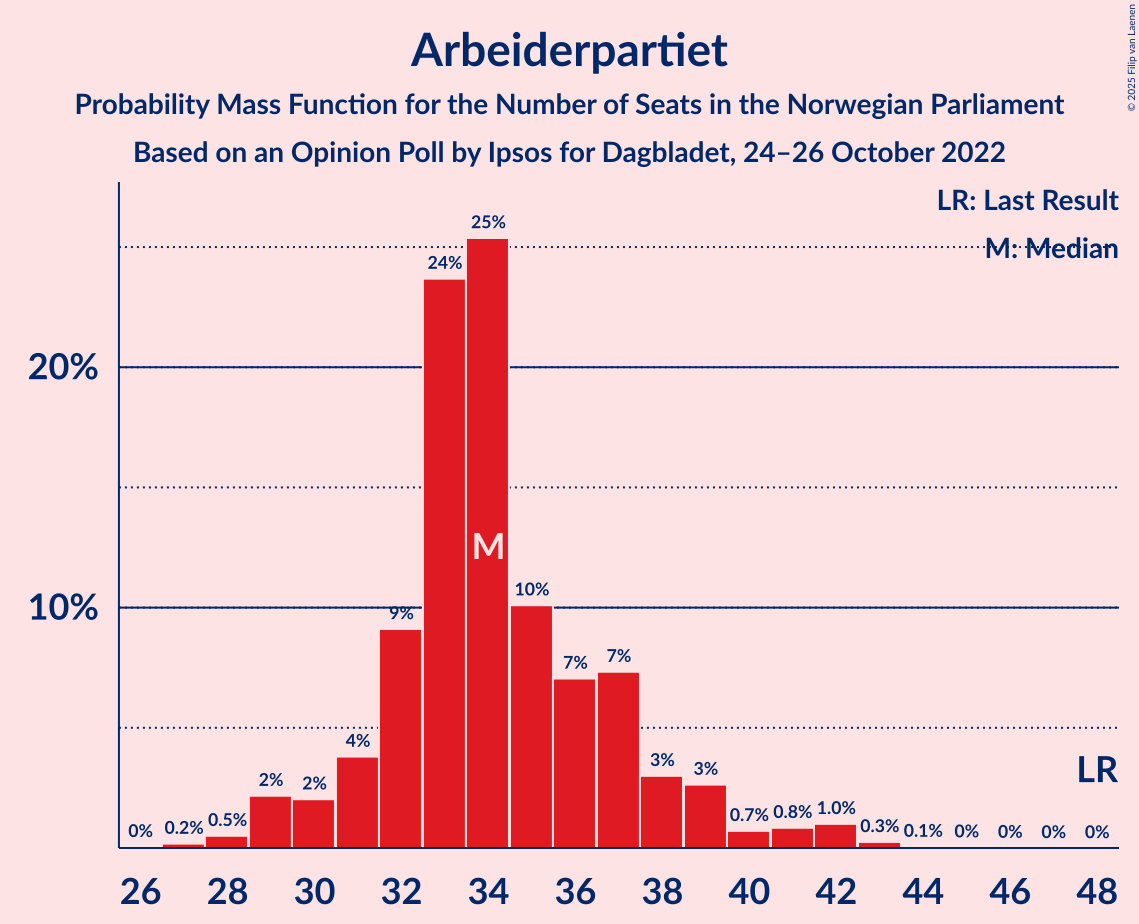 Arbeiderpartiet
Probability Mass Function for the Number of Seats in the Norwegian Parliament
Based on an Opinion Poll by Ipsos for Dagbladet, 24–26 October 2022
© 2025 Filip van Laenen
LR: Last Result
M: Median
20%
10%
0% 0.2% 0.5% 2% 2% 4% 9% 24% 25% 10% 7% 7% 3% 3% 0.7% 0.8% 1.0% 0.3% 0.1% 0% 0% 0% 0%
M
LR
26 28 30 32 34 36 38 40 42 44 46 48